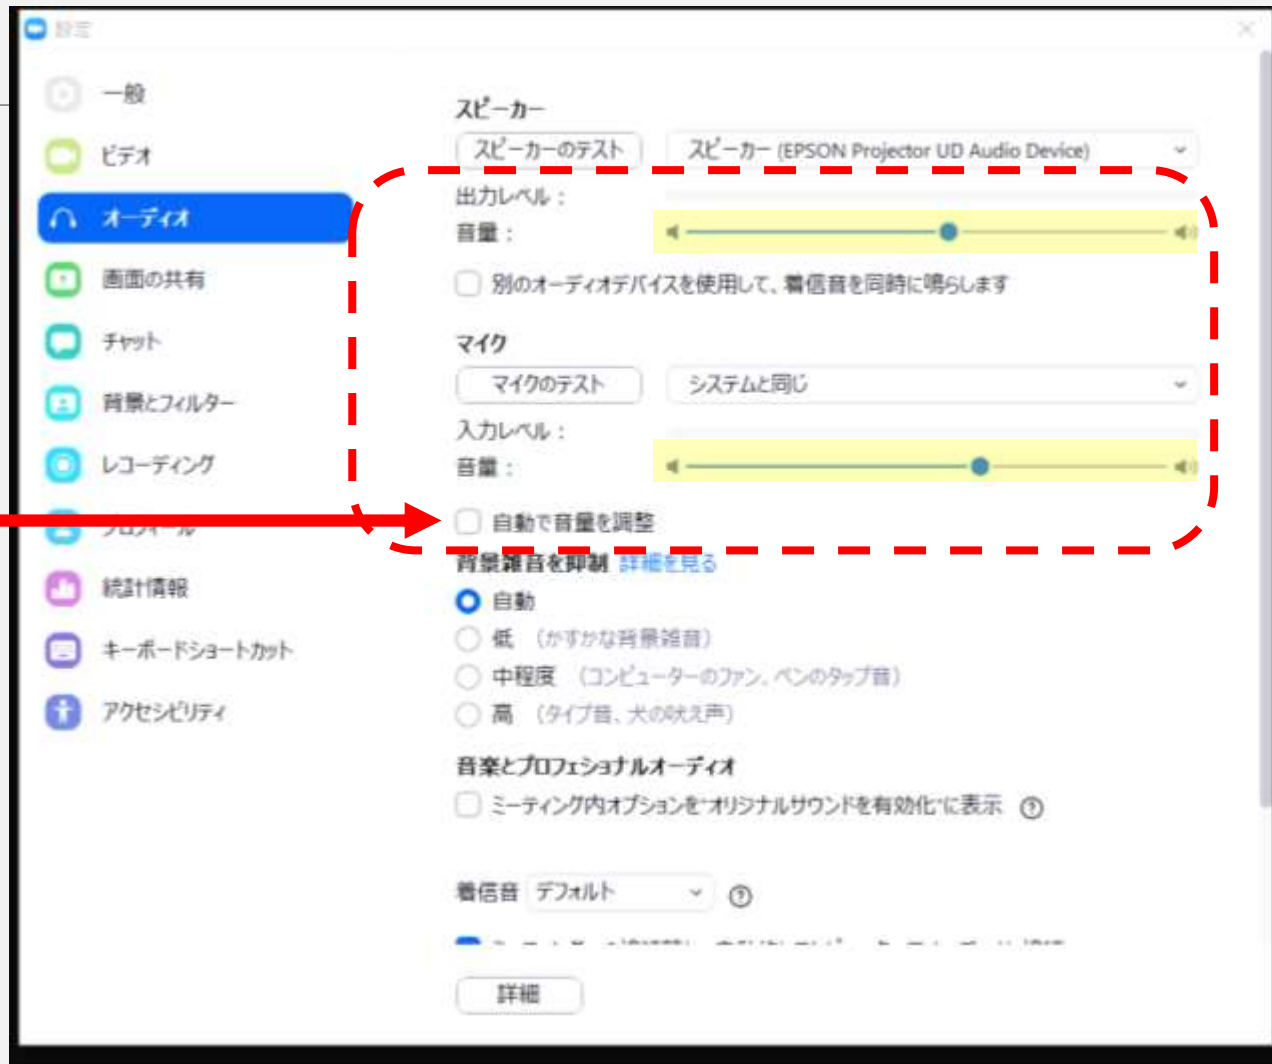 設定
一般
ビデオ
オーディオ
画面の共有
チャット
背景とフィルター
レコーディング
プロフィール
統計情報
キーボードショートカット
アクセシビリティ
スピーカー
スピーカーのテスト スピーカー (EPSON Projector UD Audio Device)
出力レベル：
音量：
別のオーディオデバイスを使用して、着信音を同時に鳴らします
マイク
マイクのテスト システムと同じ
入力レベル：
音量：
自動で音量を調整
背景雑音を抑制 詳細を見る
自動
低 （かすかな背景雑音）
中程度 （コンピューターのファン、ペンのタップ音）
高 （タイプ音、犬の吠え声）
音楽とプロフェショナルオーディオ
ミーティング内オプションを"オリジナルサウンドを有効化"に表示
着信音 デフォルト
詳細